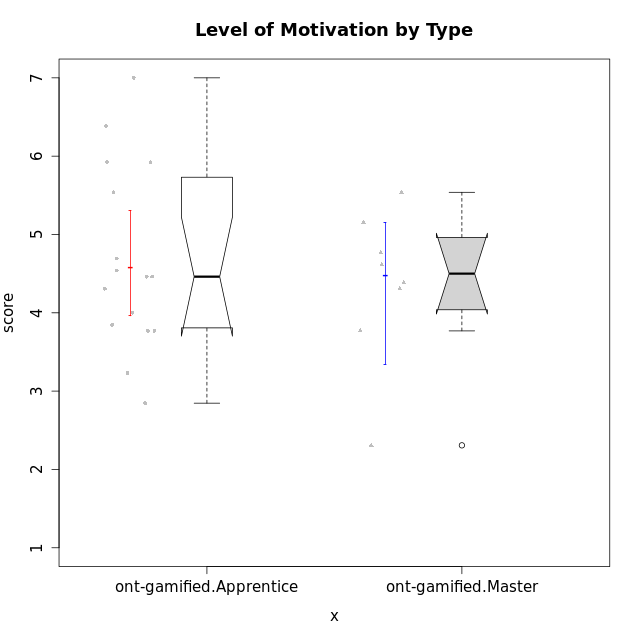 Level of Motivation by Type
7
6
5
4
3
2
1
score
ont-gamified.Apprentice
ont-gamified.Master
x